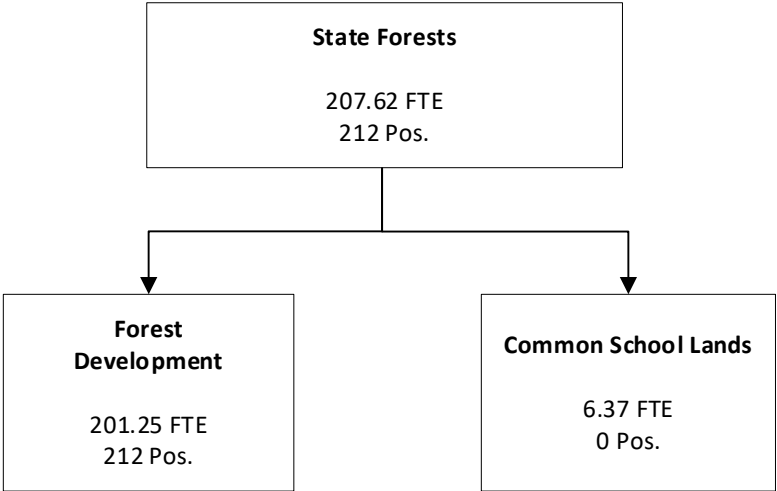 State Forests
207.62 FTE
212 Pos.
Forest
Development
201.25 FTE
212 Pos.
Common School Lands
6.37 FTE
0 Pos.